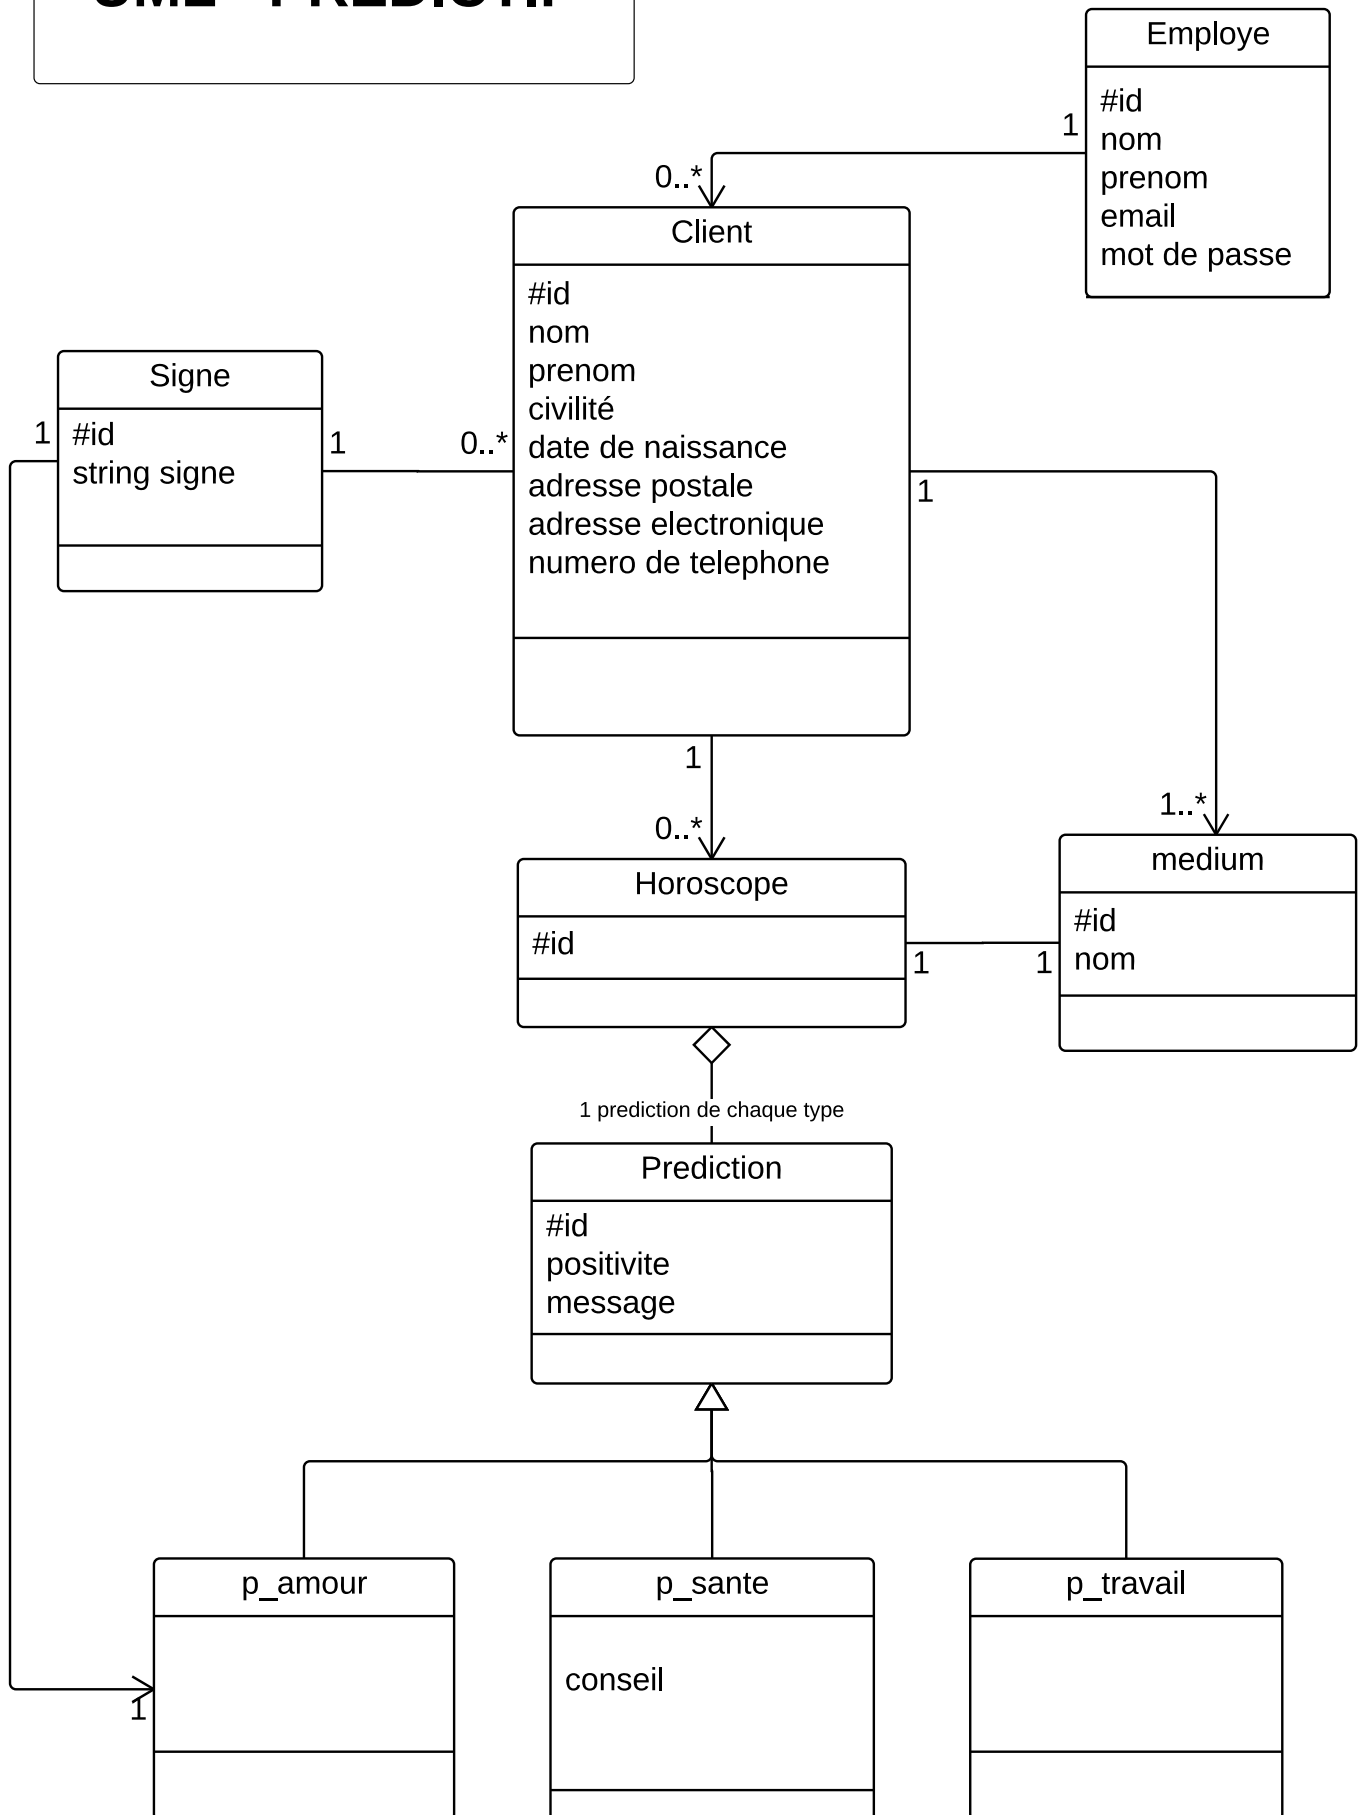 Employe
#id
nom
prenom
email
mot de passe
1
0..*
Client
#id
nom
prenom
civilité
date de naissance
adresse postale
adresse electronique
numero de telephone
Signe
#id
string signe
1
1
0..*
1
1..*
1
0..*
Horoscope
#id
medium
#id
nom
1
1
1 prediction de chaque type
Prediction
#id
positivite
message
p_amour
p_sante
conseil
p_travail
1